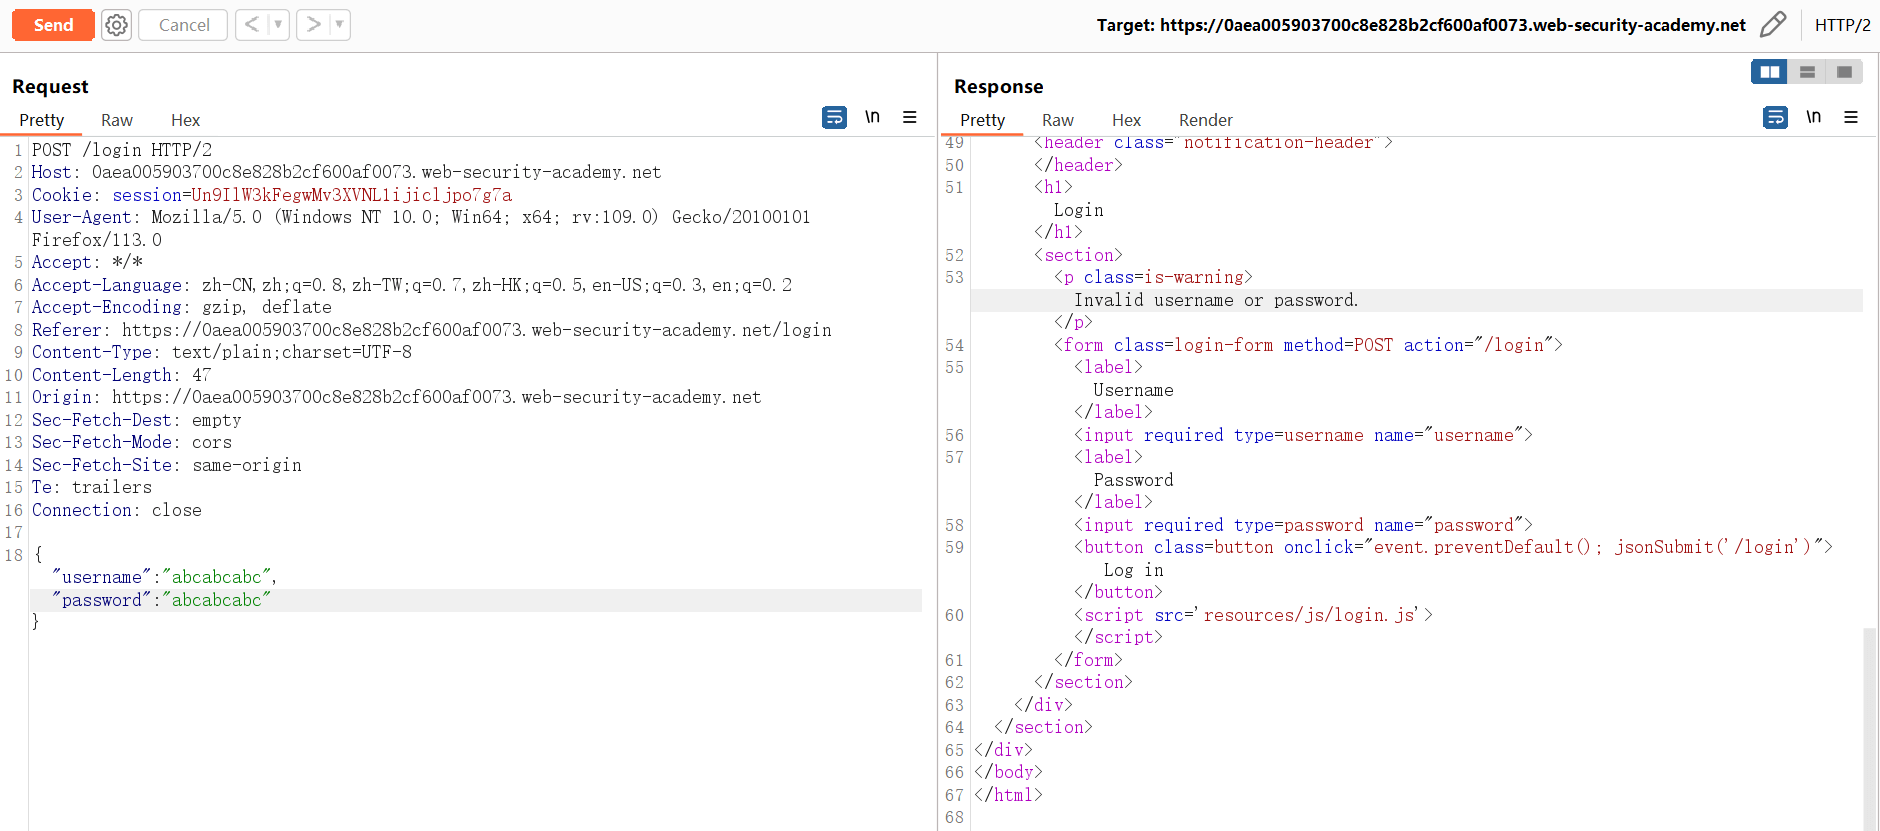 Send Cancel < > Target: https://0aea005903700c8e828b2cf600af0073.web-security-academy.net HTTP/2
Request
Pretty Raw Hex \n
1 POST /login HTTP/2
2 Host: 0aea005903700c8e828b2cf600af0073.web-security-academy.net
3 Cookie: session=Un9IlW3kFegwMv3XVNL1ijicljpo7g7a
4 User-Agent: Mozilla/5.0 (Windows NT 10.0; Win64; x64; rv:109.0) Gecko/20100101
Firefox/113.0
5 Accept: */*
6 Accept-Language: zh-CN,zh;q=0.8,zh-TW;q=0.7,zh-HK;q=0.5,en-US;q=0.3,en;q=0.2
7 Accept-Encoding: gzip, deflate
8 Referer: https://0aea005903700c8e828b2cf600af0073.web-security-academy.net/login
9 Content-Type: text/plain;charset=UTF-8
10 Content-Length: 47
11 Origin: https://0aea005903700c8e828b2cf600af0073.web-security-academy.net
12 Sec-Fetch-Dest: empty
13 Sec-Fetch-Mode: cors
14 Sec-Fetch-Site: same-origin
15 Te: trailers
16 Connection: close
17
18 {
"username":"abcabcabc",
"password":"abcabcabc"
}
Response
Pretty Raw Hex Render \n
49 <header class="notification-header">
50 </header>
51 <h1>
Login
</h1>
52 <section>
53 <p class=is-warning>
Invalid username or password.
</p>
54 <form class=login-form method=POST action="/login">
55 <label>
Username
</label>
56 <input required type=username name="username">
57 <label>
Password
</label>
58 <input required type=password name="password">
59 <button class=button onclick="event.preventDefault(); jsonSubmit('/login')">
Log in
</button>
60 <script src='resources/js/login.js'>
</script>
61 </form>
62 </section>
63 </div>
64 </section>
65 </div>
66 </body>
67 </html>
68